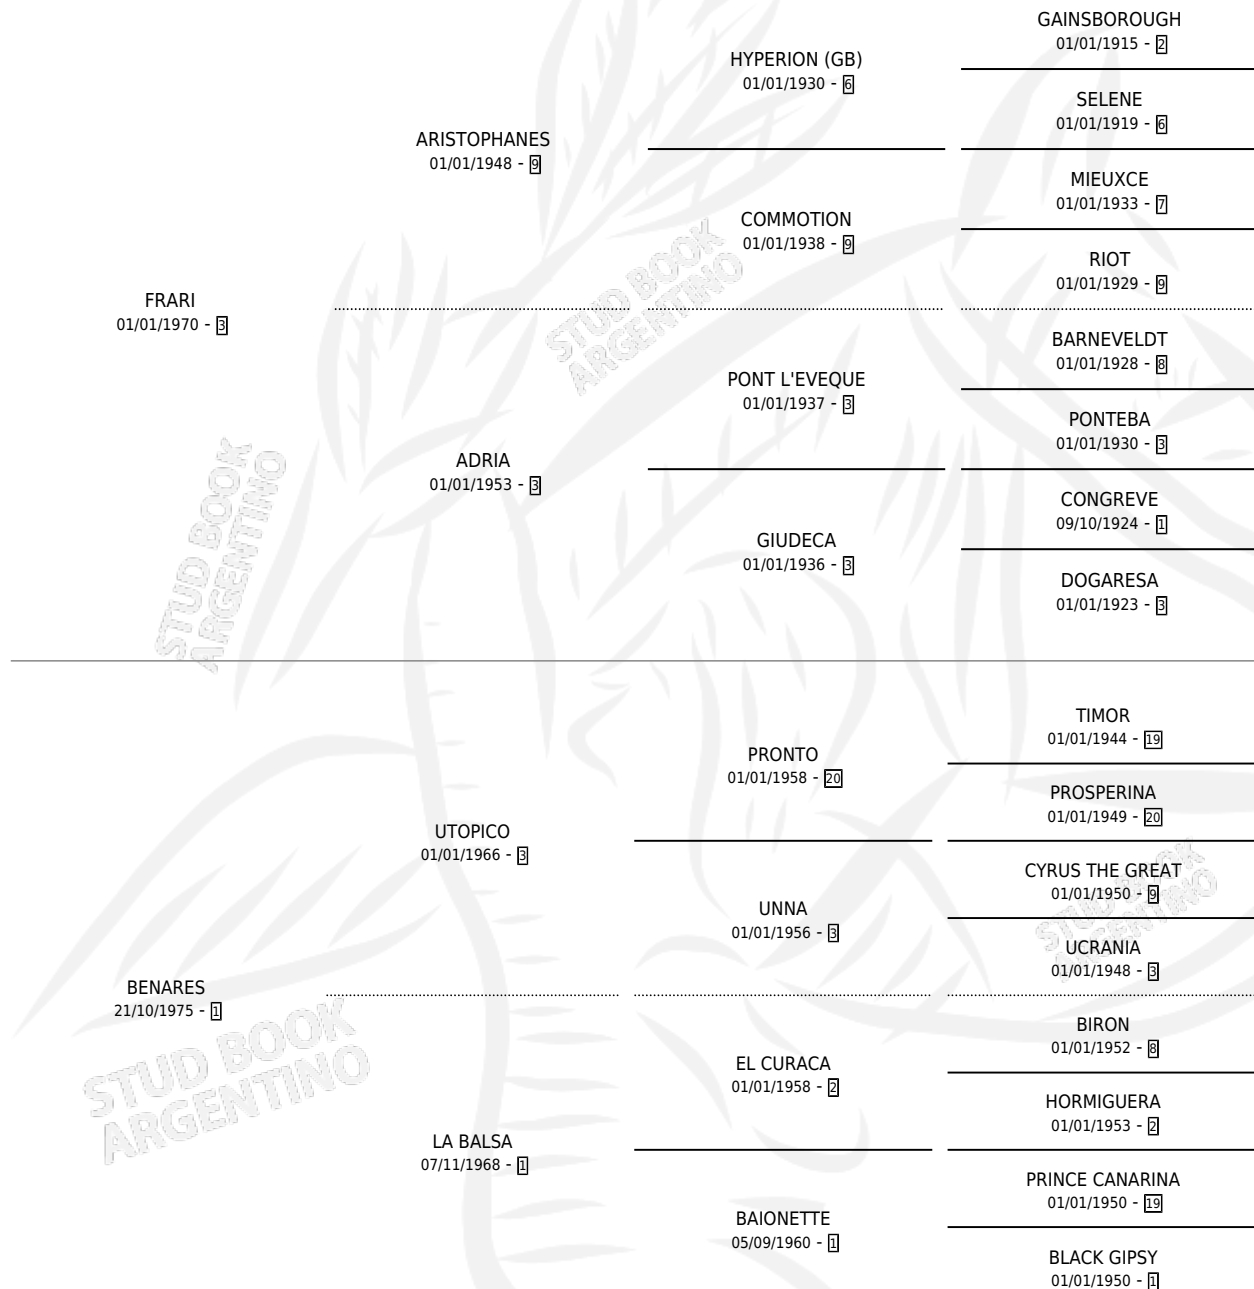 GAINSBOROUGH
01/01/1915 - 2
HYPERION (GB)
01/01/1930 - 6
SELENE
01/01/1919 - 6
ARISTOPHANES
01/01/1948 - 9
MIEUXCE
01/01/1933 - 7
COMMOTION
01/01/1938 - 9
RIOT
01/01/1929 - 9
FRARI
01/01/1970 - 3
BARNEVELDT
01/01/1928 - 8
PONT L'EVEQUE
01/01/1937 - 3
PONTEBA
01/01/1930 - 3
ADRIA
01/01/1953 - 3
CONGREVE
09/10/1924 - 1
GIUDECA
01/01/1936 - 3
DOGARESA
01/01/1923 - 3
TIMOR
01/01/1944 - 19
PRONTO
01/01/1958 - 20
PROSPERINA
01/01/1949 - 20
UTOPICO
01/01/1966 - 3
CYRUS THE GREAT
01/01/1950 - 9
UNNA
01/01/1956 - 3
UCRANIA
01/01/1948 - 3
BENARES
21/10/1975 - 1
BIRON
01/01/1952 - 8
EL CURACA
01/01/1958 - 2
HORMIGUERA
01/01/1953 - 2
LA BALSA
07/11/1968 - 1
PRINCE CANARINA
01/01/1950 - 19
BAIONETTE
05/09/1960 - 1
BLACK GIPSY
01/01/1950 - 1
STUD BOOK
ARGENTINO
STUD BOOK
ARGENTINO
STUD BOOK
ARGENTINO
STUD BOOK
ARGENTINO